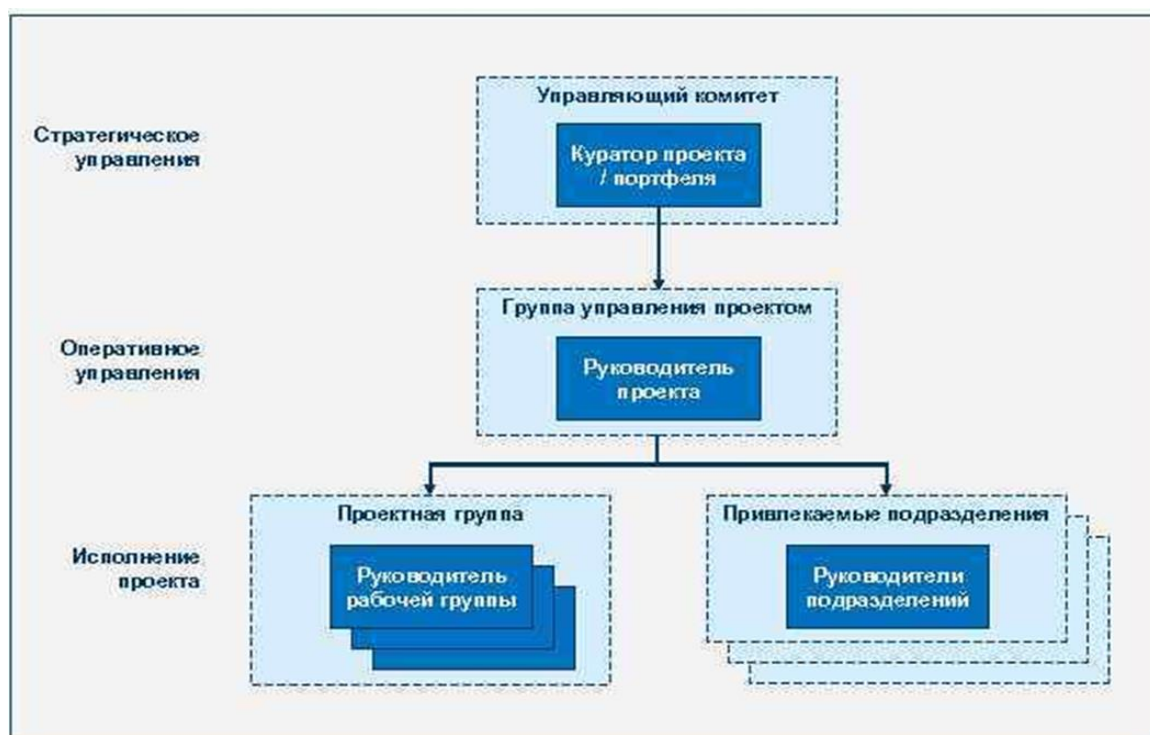 Управляющий комитет
Стратегическое
управления
Куратор проекта
/ портфеля
Группа управления проектом
Оперативное
управления
Руководитель
проекта
Проектная группа
Привлекаемые подразделения
Исполнение
проекта
Руководитель
рабочей группы
Руководители
подразделений